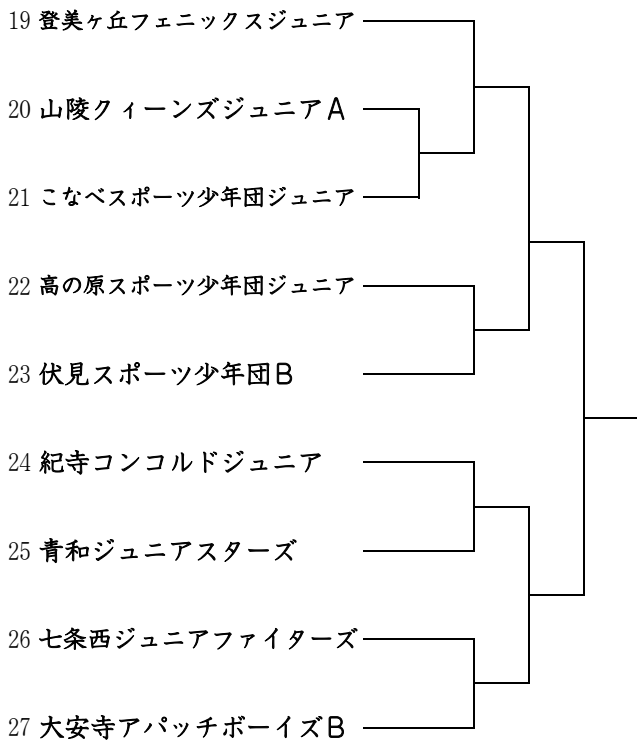 19 登美ヶ丘フェニックスジュニア
20 山陵クィーンズジュニアA
21 こなべスポーツ少年団ジュニア
22 高の原スポーツ少年団ジュニア
23 伏見スポーツ少年団B
24 紀寺コンコルドジュニア
25 青和ジュニアスターズ
26 七条西ジュニアファイターズ
27 大安寺アパッチボーイズB